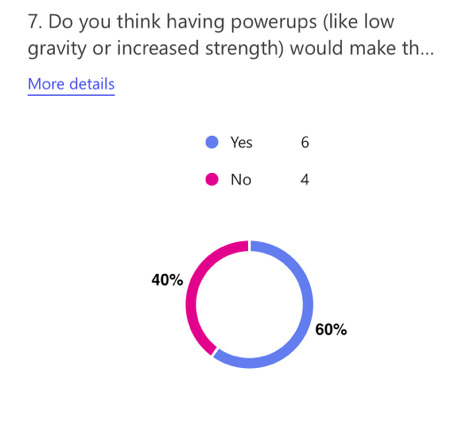 7. Do you think having powerups (like low
gravity or increased strength) would make th...
More details
Yes 6
No 4
40%
60%